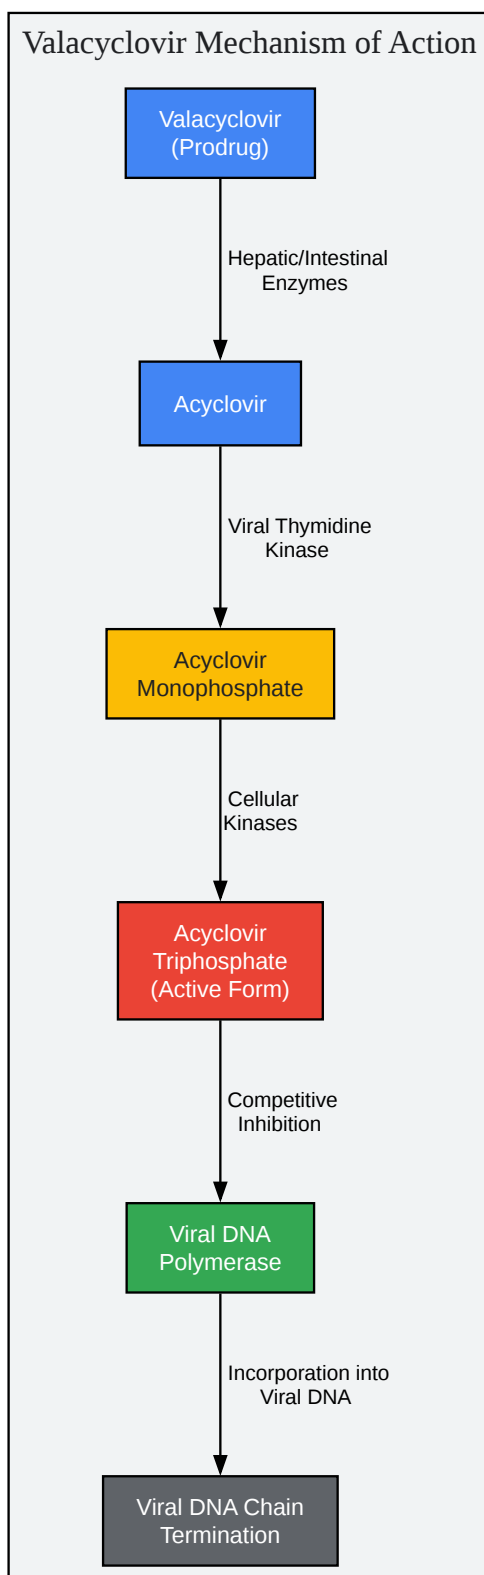 Valacyclovir Mechanism of Action
Valacyclovir
(Prodrug)
Hepatic/Intestinal
Enzymes
Acyclovir
Viral Thymidine
Kinase
Acyclovir
Monophosphate
Cellular
Kinases
Acyclovir
Triphosphate
(Active Form)
Competitive
Inhibition
Viral DNA
Polymerase
Incorporation into
Viral DNA
Viral DNA Chain
Termination